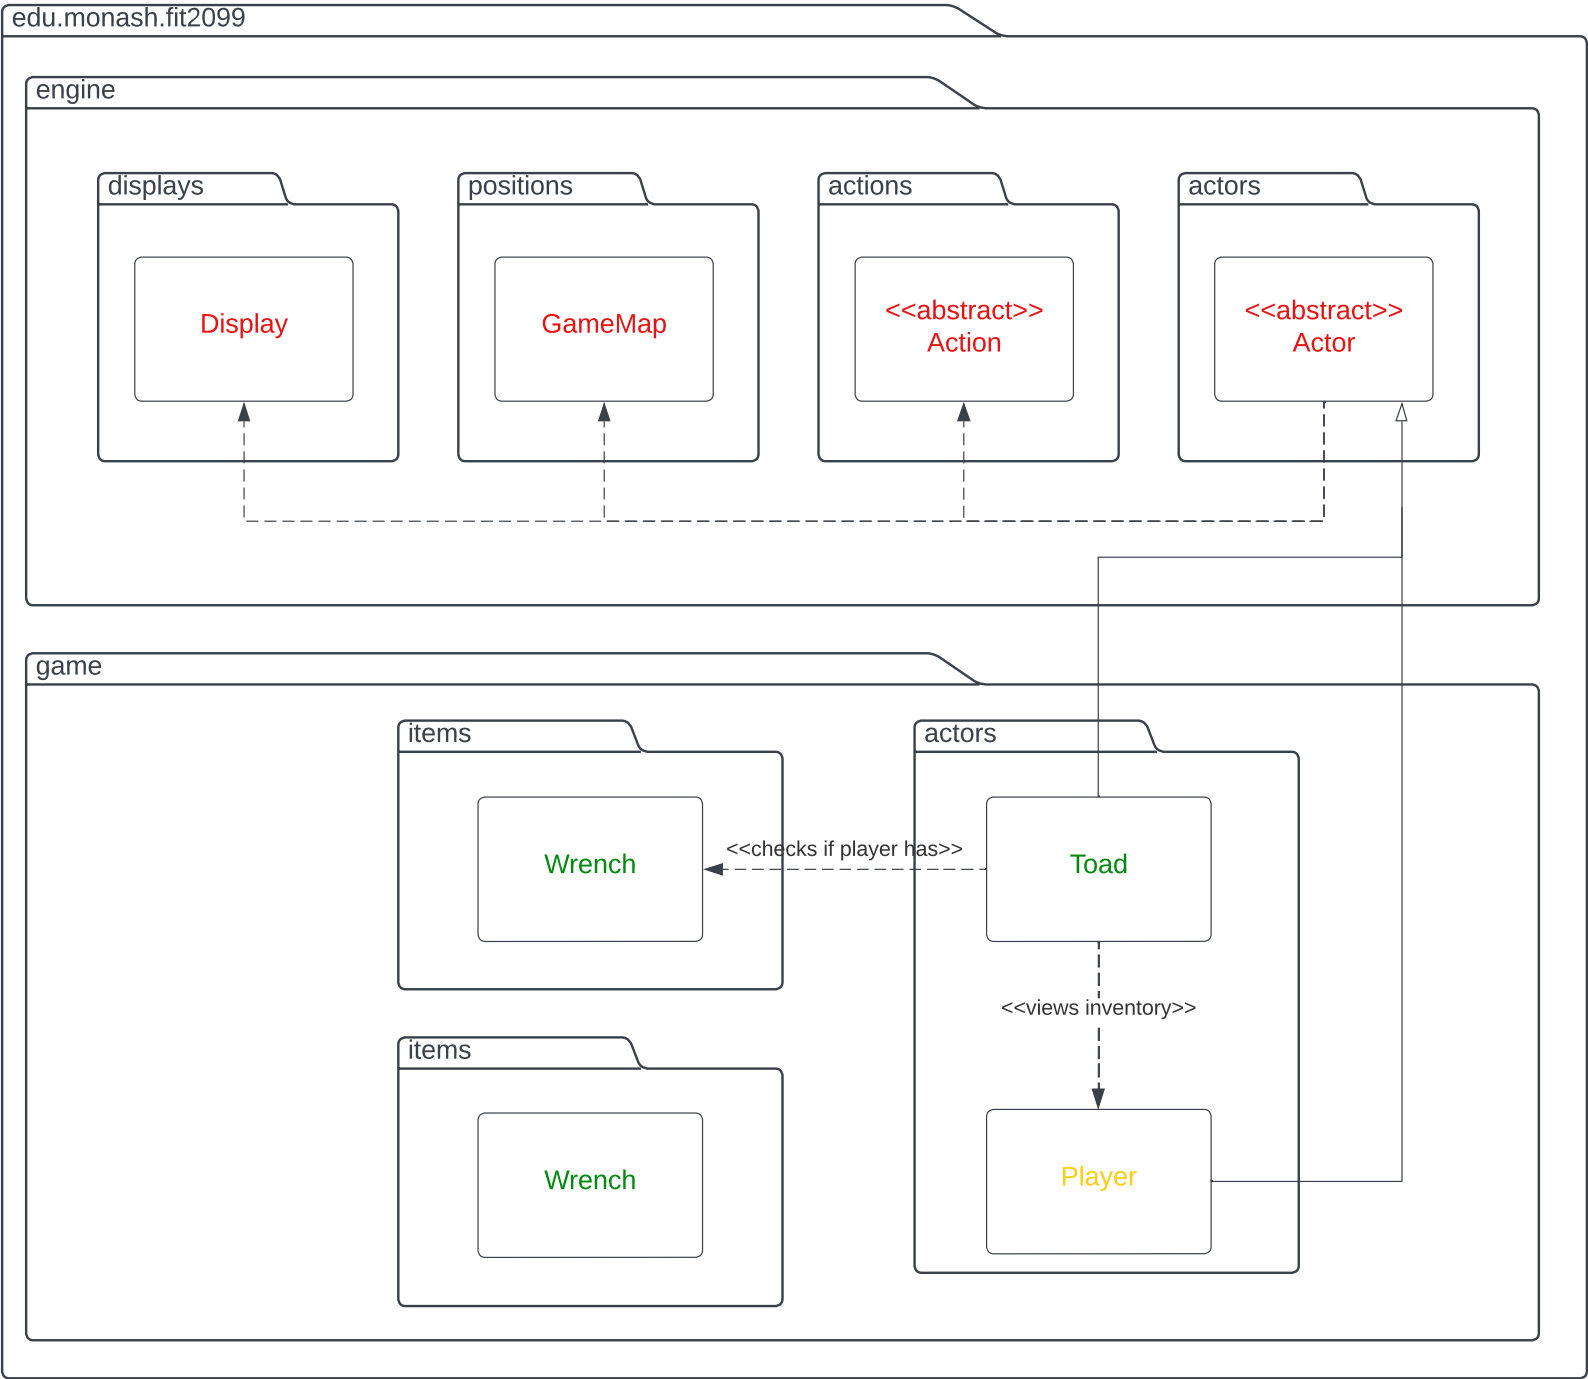 edu.monash.fit2099
engine
displays
positions
actions
actors
Display
GameMap
<<abstract>>
Action
<<abstract>>
Actor
game
items
actors
Wrench
<<checks if player has>>
Toad
<<views inventory>>
items
Wrench
Player